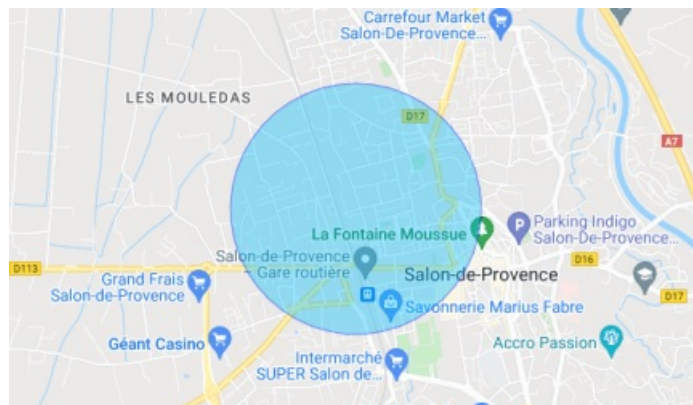 Carrefour Market
Salon-De-Provence...
LES MOULEDAS
D17
A7
La Fontaine Moussue
Parking Indigo
Salon-De-Provence...
Salon-de-Provence
– Gare routière
D113
D16
Salon-de-Provence
Grand Frais
Salon-de-Provence
D17
Savonnerie Marius Fabre
Géant Casino
Accro Passion
Intermarché
SUPER Salon de...